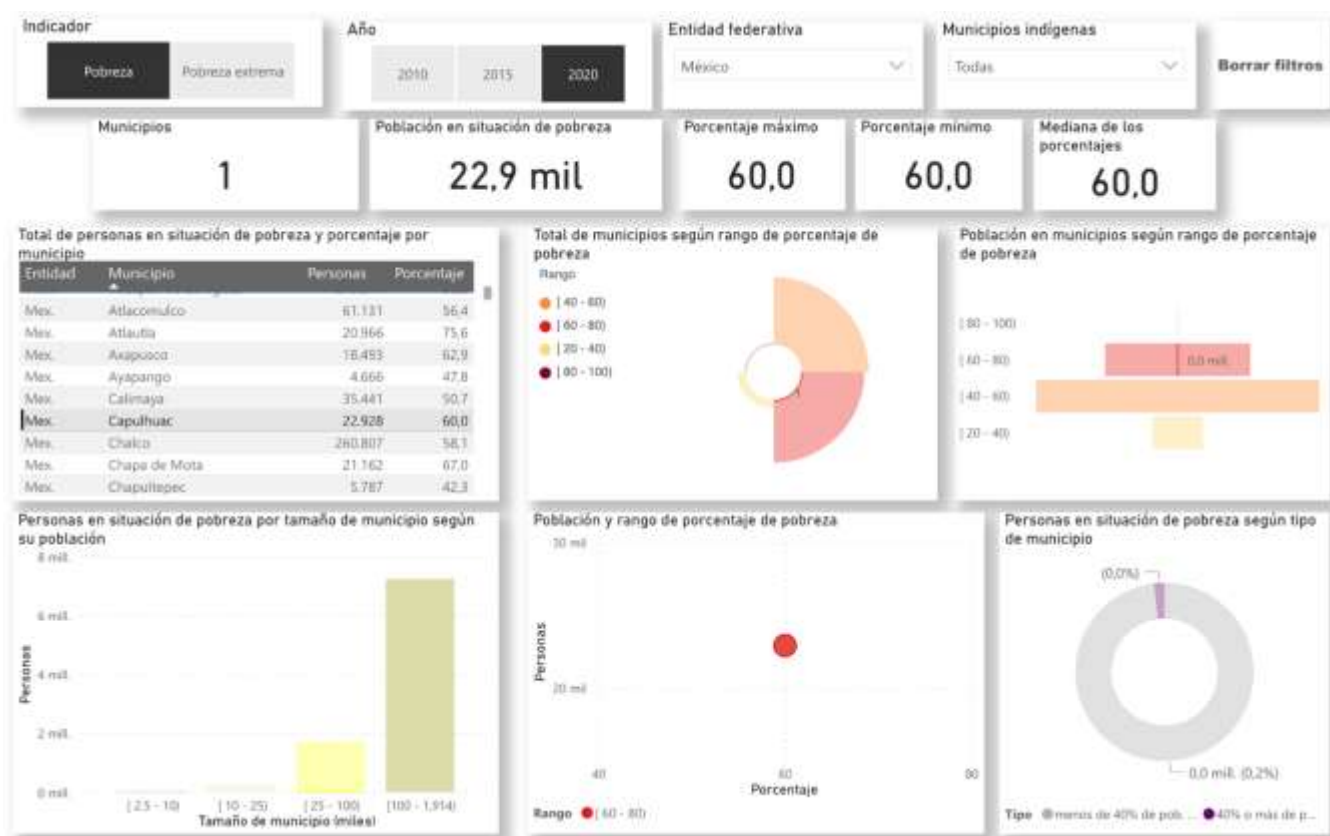 Indicador
Pobreza
Pobreza extrema
Año
2010
2015
2020
Entidad federativa
México
Municipios indígenas
Todas
Borrar filtros
Municipios
1
Población en situación de pobreza
22,9 mil
Porcentaje máximo
60,0
Porcentaje mínimo
60,0
Mediana de los
porcentajes
60,0
Total de personas en situación de pobreza y porcentaje por
municipio
Entidad Municipio Personas Porcentaje
Mex. Atlacomulco 61.131 56,4
Mex. Atlautla 20.966 75,6
Mex. Axapusco 18.493 62,9
Mex. Ayapango 4.666 47,8
Mex. Calimaya 35.441 50,7
Mex. Capulhuac 22.928 60,0
Mex. Chalco 260.807 58,1
Mex. Chapa de Mota 21.162 67,0
Mex. Chapultepec 5.787 42,3
Total de municipios según rango de porcentaje de
pobreza
Rango
[ 40 - 60)
[ 60 - 80)
[ 20 - 40)
[ 80 - 100)
Población en municipios según rango de porcentaje
de pobreza
[ 80 - 100)
[ 60 - 80)
0,0 mill.
[ 40 - 60)
[ 20 - 40)
Personas en situación de pobreza por tamaño de municipio según
su población
8 mill.
6 mill.
4 mill.
2 mill.
0 mill.
Personas
[ 2.5 - 10)
[ 10 - 25)
[ 25 - 100)
[100 - 1,914)
Tamaño de municipio (miles)
Población y rango de porcentaje de pobreza
30 mil
20 mil
Personas
40
60
80
Porcentaje
Rango [ 60 - 80)
Personas en situación de pobreza según tipo
de municipio
(0,0%)
0,0 mill. (0,2%)
Tipo menos de 40% de pob. ... 40% o más de p...